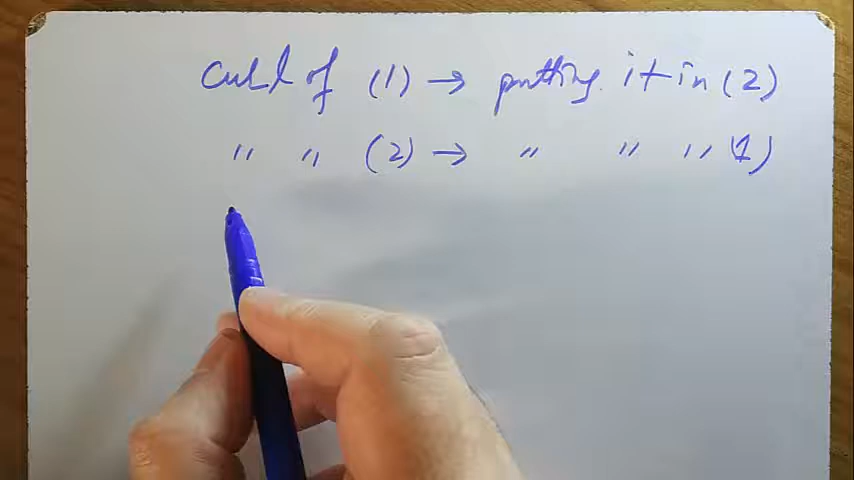 Curl of (1) → putting it in (2)
" " (2) → " " " (1)